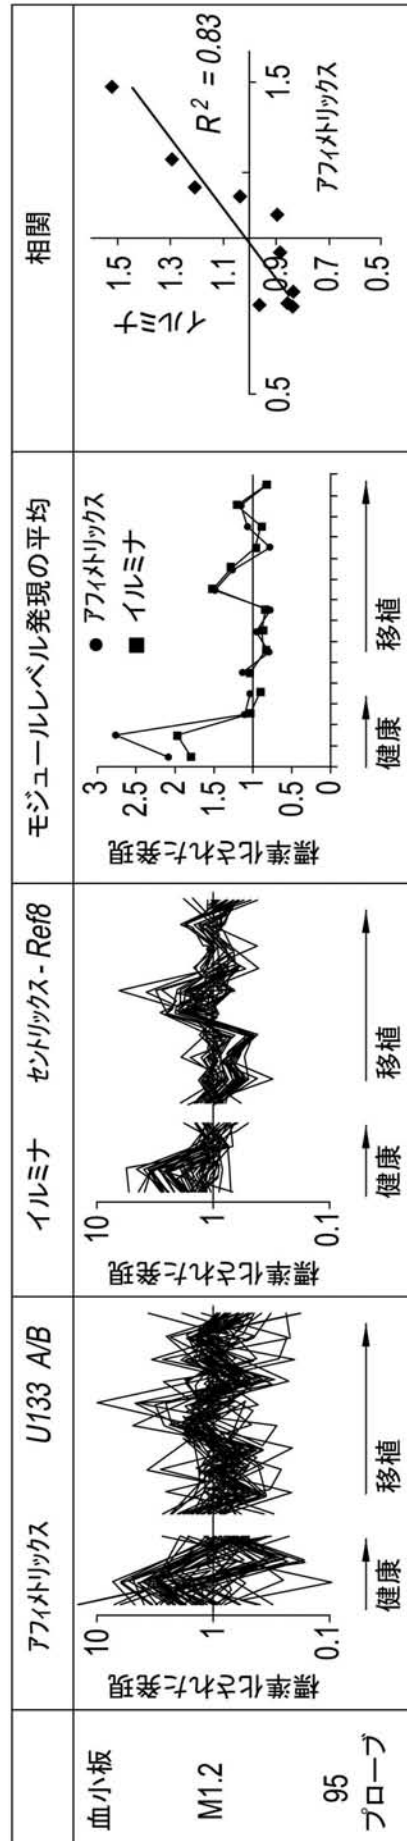 血小板
M1.2
95
プローブ
アフィメトリックス U133 A/B
標準化された発現
10
1
0.1
健康
移植
イルミナ セントリックス - Ref8
標準化された発現
10
1
0.1
健康
移植
モジュールレベル発現の平均
標準化された発現
3
2.5
2
1.5
1
0.5
0
アフィメトリックス
イルミナ
健康
移植
相関
イルミナ
1.5
1.3
1.1
0.9
0.7
0.5
0.5
1.5
R² = 0.83
アフィメトリックス